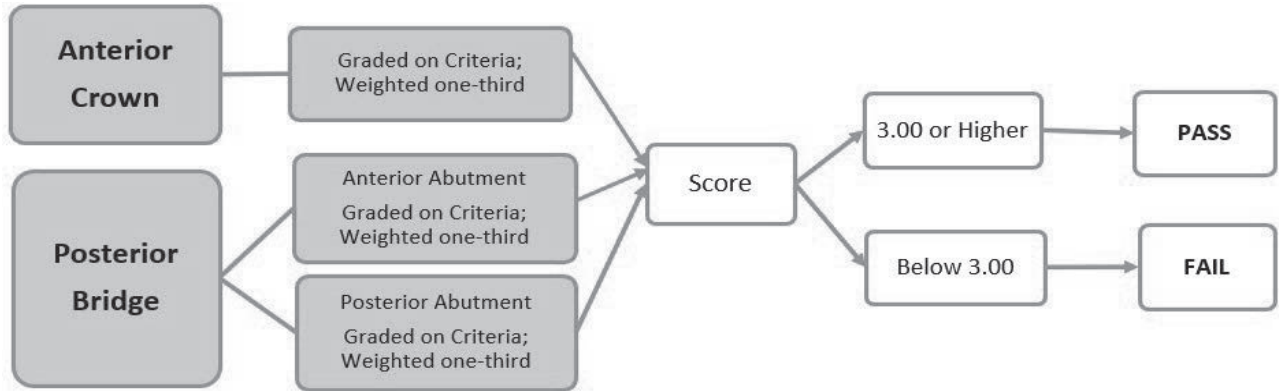 Anterior
Crown
Graded on Criteria;
Weighted one-third
Posterior
Bridge
Anterior Abutment
Graded on Criteria;
Weighted one-third
Posterior Abutment
Graded on Criteria;
Weighted one-third
Score
3.00 or Higher
PASS
Below 3.00
FAIL